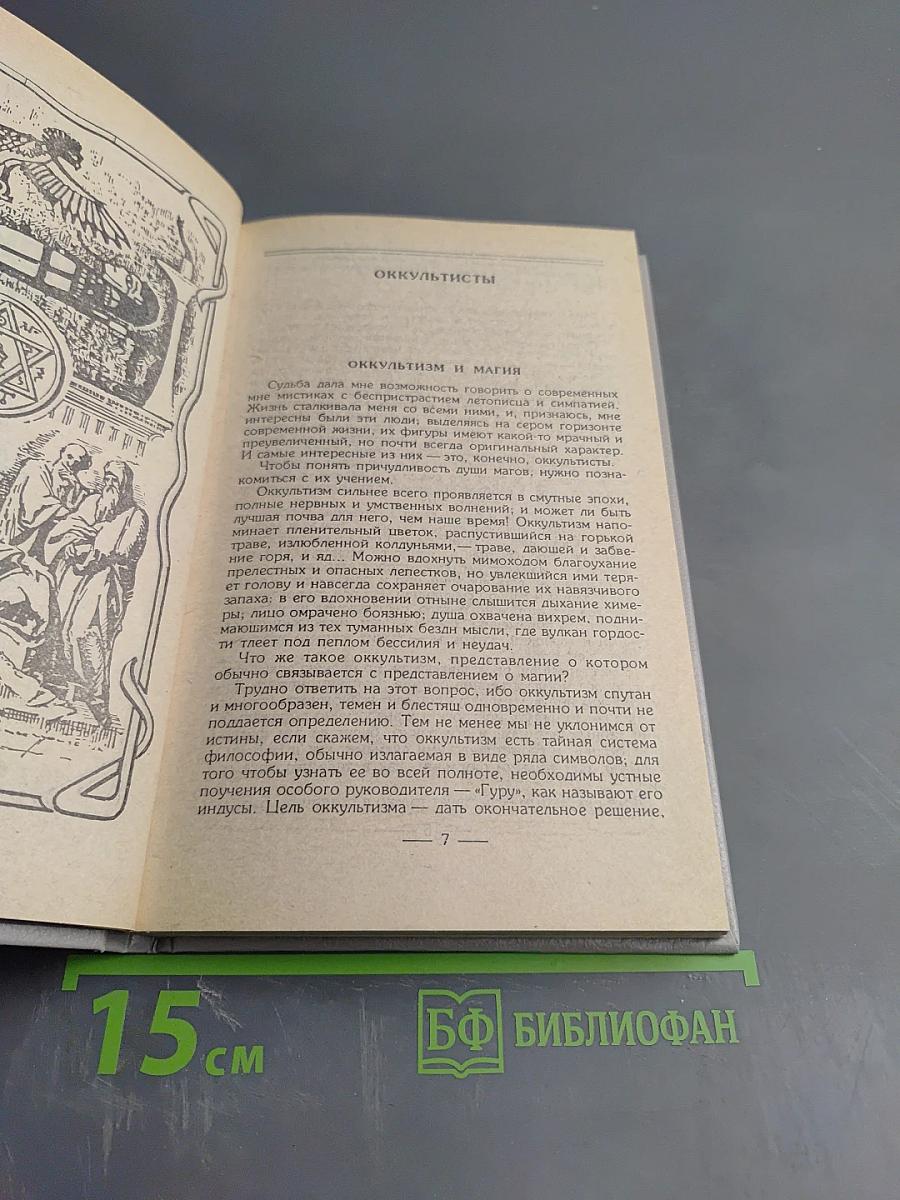 ОККУЛЬТИСТЫ
ОККУЛЬТИЗМ И МАГИЯ
Судьба дала мне возможность говорить о современных
мне мистиках с беспристрастием летописца и симпатией.
Жизнь сталкивала меня со всеми ними, и, признаюсь, мне
интересны были эти люди; выделяясь на сером горизонте
современной жизни, их фигуры имеют какой-то мрачный и
преувеличенный, но почти всегда оригинальный характер.
И самые интересные из них — это, конечно, оккультисты.
Чтобы понять причудливость души магов, нужно позна-
комиться с их учением.
Оккультизм сильнее всего проявляется в смутные эпохи,
полные нервных и умственных волнений; и может ли быть
лучшая почва для него, чем наше время! Оккультизм напо-
минает пленительный цветок, распустившийся на горькой
траве, излюбленной колдуньями,— траве, дающей и забве-
ние горя, и яд... Можно вдохнуть мимоходом благоухание
прелестных и опасных лепестков, но увлекшийся ими теря-
ет голову и навсегда сохраняет очарование их навязчивого
запаха; в его вдохновении отныне слышится дыхание химе-
ры; лицо омрачено боязнью; душа охвачена вихрем, подни-
мающимся из тех туманных бездн мысли, где вулкан гордос-
ти тлеет под пеплом бессилия и неудач.
Что же такое оккультизм, представление о котором
обычно связывается с представлением о магии?
Трудно ответить на этот вопрос, ибо оккультизм спутан
и многообразен, темен и блестящ одновременно и почти не
поддается определению. Тем не менее мы не уклонимся от
истины, если скажем, что оккультизм есть тайная система
философии, обычно излагаемая в виде ряда символов; для
того чтобы узнать ее во всей полноте, необходимы устные
поучения особого руководителя — «Гуру», как называют его
индусы. Цель оккультизма — дать окончательное решение,
— 7 —
15 см
БФ БИБЛИОФАН